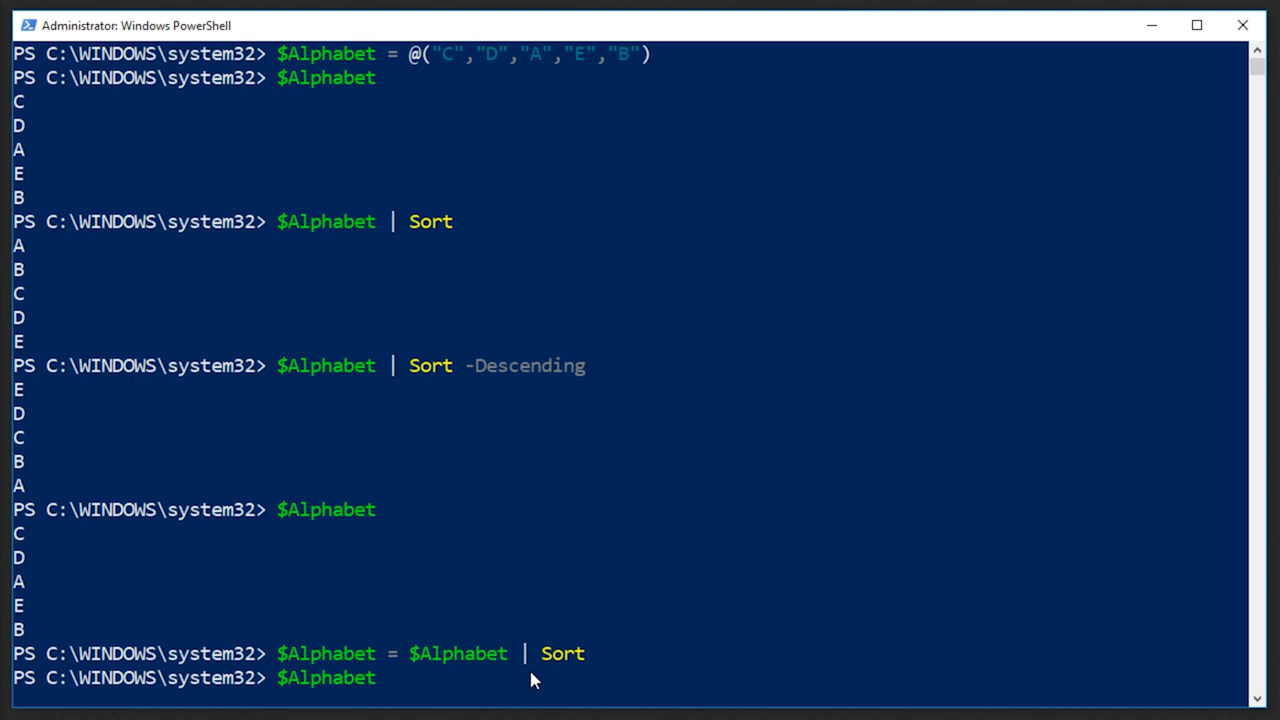 Administrator: Windows PowerShell
PS C:\WINDOWS\system32> $Alphabet = @("C","D","A","E","B")
PS C:\WINDOWS\system32> $Alphabet
C
D
A
E
B
PS C:\WINDOWS\system32> $Alphabet | Sort
A
B
C
D
E
PS C:\WINDOWS\system32> $Alphabet | Sort -Descending
E
D
C
B
A
PS C:\WINDOWS\system32> $Alphabet
C
D
A
E
B
PS C:\WINDOWS\system32> $Alphabet = $Alphabet | Sort
PS C:\WINDOWS\system32> $Alphabet